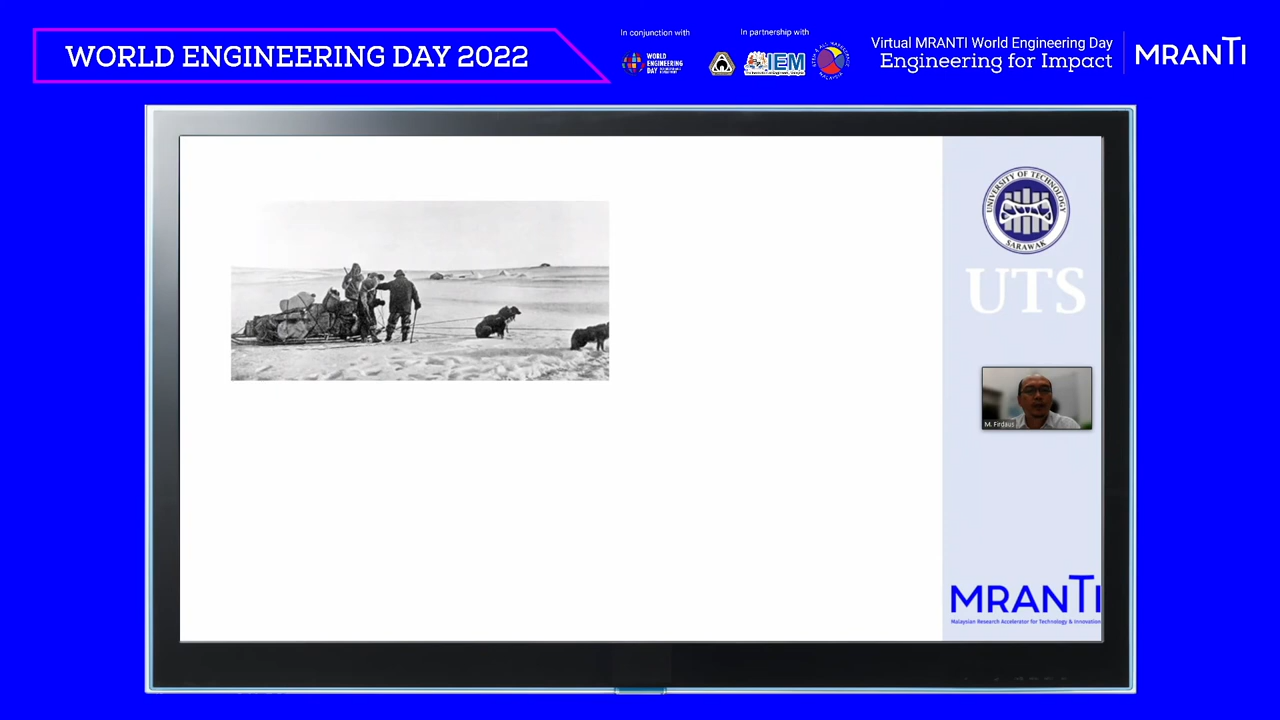 WORLD ENGINEERING DAY 2022
In conjunction with
WORLD
ENGINEERING
DAY
In partnership with
IEM
MALAYSIA
Virtual MRANTI World Engineering Day
Engineering for Impact
MRANTI
UNIVERSITY OF TECHNOLOGY
SARAWAK
UTS
M. Firdaus
MRANTI
Malaysian Research Accelerator for Technology & Innovation